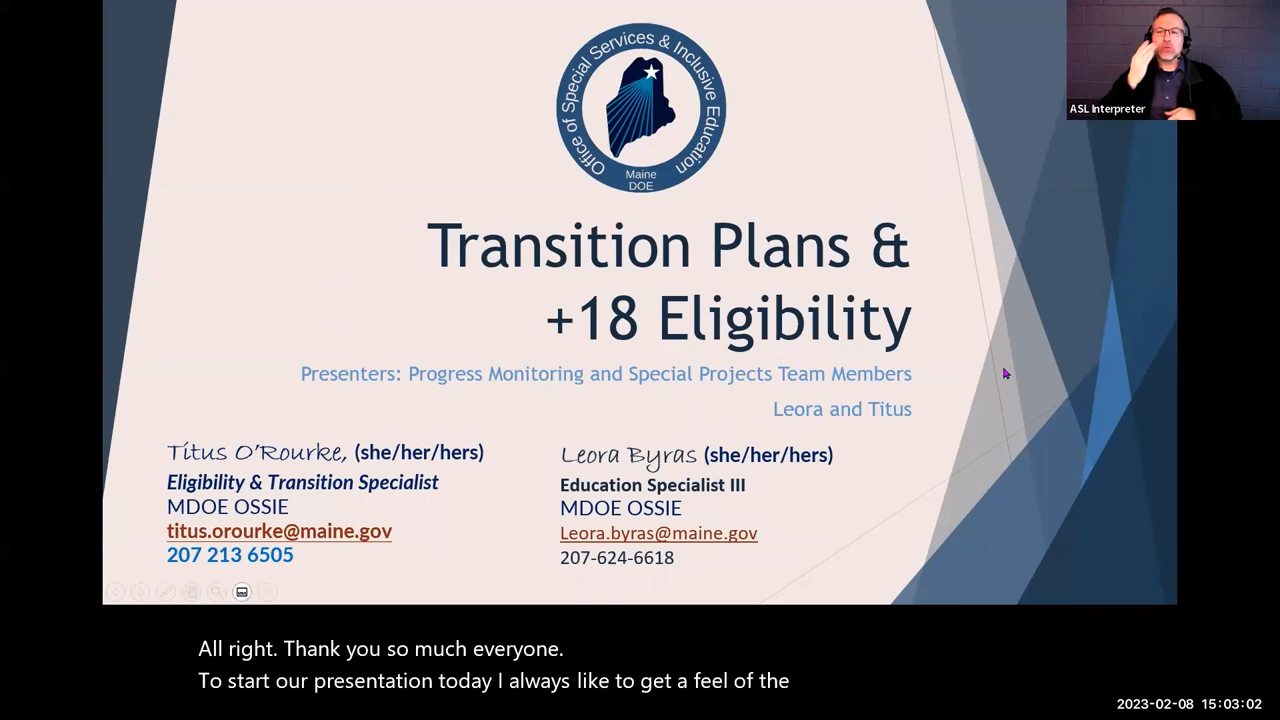 Office of Special Services & Inclusive Education
Maine
DOE
ASL Interpreter
Transition Plans &
+18 Eligibility
Presenters: Progress Monitoring and Special Projects Team Members
Leora and Titus
Titus O'Rourke, (she/her/hers)
Eligibility & Transition Specialist
MDOE OSSIE
titus.orourke@maine.gov
207 213 6505
Leora Byras (she/her/hers)
Education Specialist III
MDOE OSSIE
Leora.byras@maine.gov
207-624-6618
All right. Thank you so much everyone.
To start our presentation today I always like to get a feel of the
2023-02-08 15:03:02